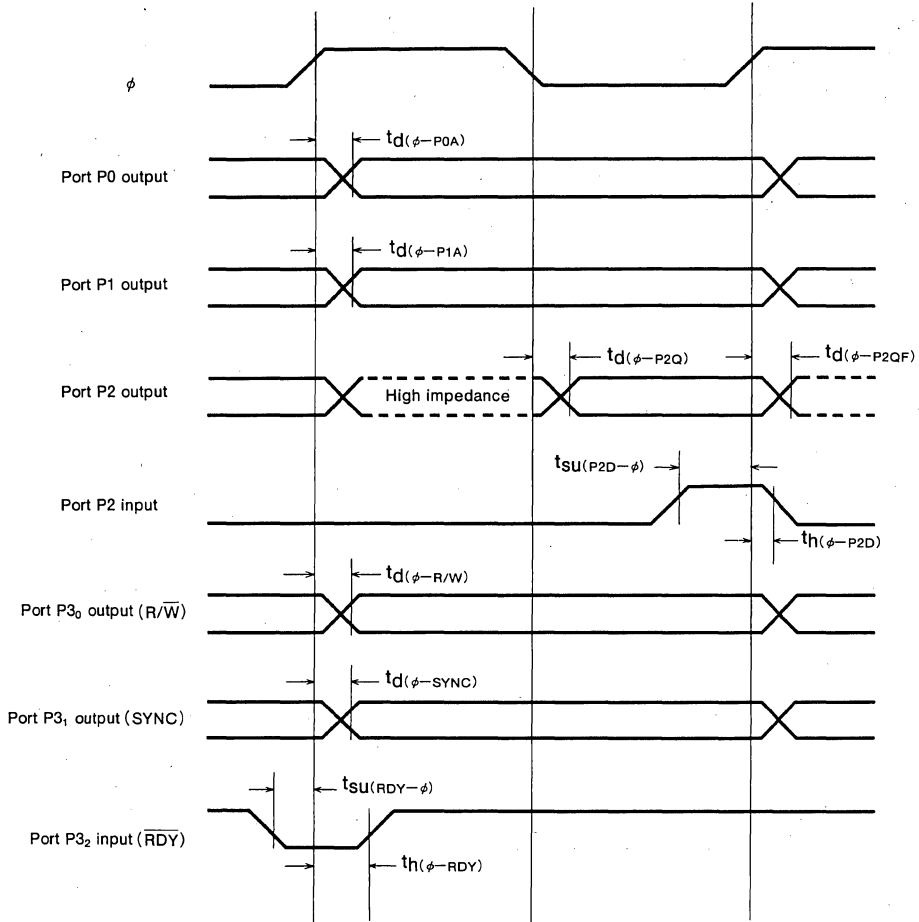 φ
td(φ−P0A)
Port P0 output
td(φ−P1A)
Port P1 output
td(φ−P2Q) td(φ−P2QF)
Port P2 output High impedance
tsu(P2D−φ)
Port P2 input
th(φ−P2D)
td(φ−R/W)
Port P3₀ output (R/W̅)
td(φ−SYNC)
Port P3₁ output (SYNC)
tsu(RDY−φ)
Port P3₂ input (R̅D̅Y̅)
th(φ−RDY)